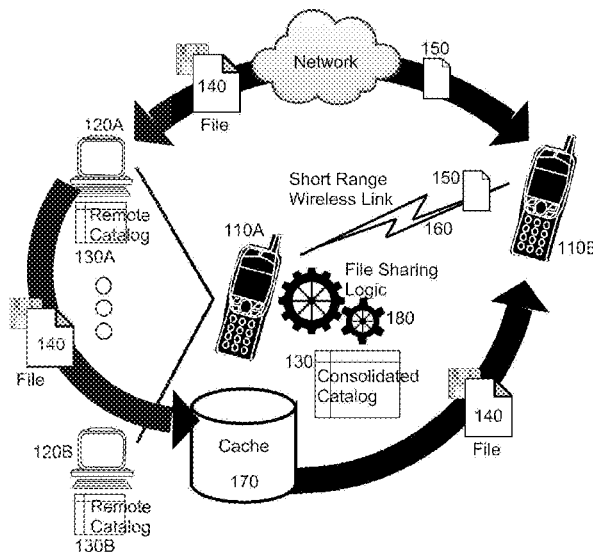 150
Network
140
File
120A
Remote
Catalog
130A
Short Range
Wireless Link
150
160
110A
110B
File Sharing
Logic
180
130
Consolidated
Catalog
140
File
140
File
Cache
170
120B
Remote
Catalog
130B